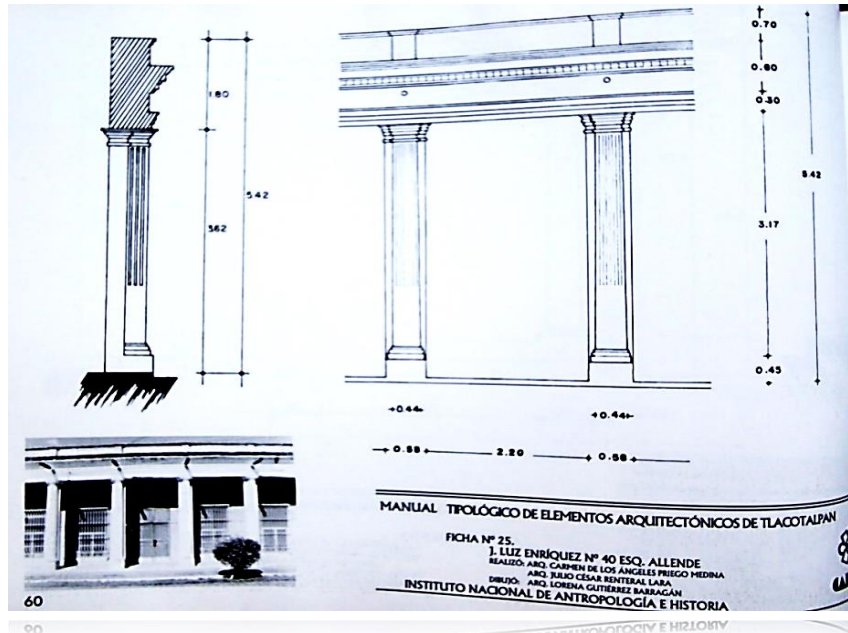 1.80
5.42
3.62
0.70
0.80
0.30
5.42
3.17
0.45
0.44
0.44
0.58
2.20
0.58
MANUAL TIPOLÓGICO DE ELEMENTOS ARQUITECTÓNICOS DE TLACOTALPAN
FICHA Nº 25.
J. LUZ ENRÍQUEZ Nº 40 ESQ. ALLENDE
REALIZÓ: ARQ. CARMEN DE LOS ÁNGELES PRIEGO MEDINA
ARQ. JULIO CÉSAR RENTERAL LARA
DIBUJÓ: ARQ. LORENA GUTIÉRREZ BARRAGÁN
INSTITUTO NACIONAL DE ANTROPOLOGÍA E HISTORIA
60